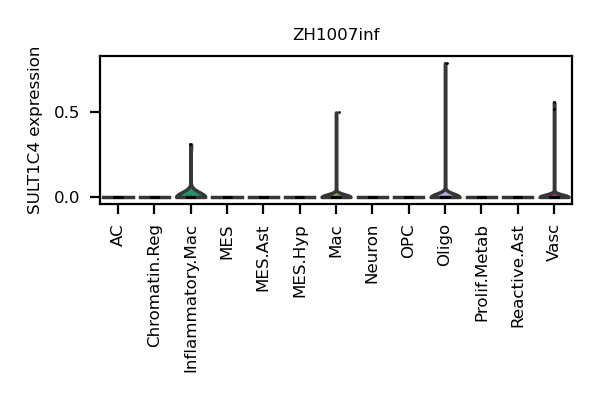 ZH1007inf
SULT1C4 expression
0.5
0.0
AC
Chromatin.Reg
Inflammatory.Mac
MES
MES.Ast
MES.Hyp
Mac
Neuron
OPC
Oligo
Prolif.Metab
Reactive.Ast
Vasc